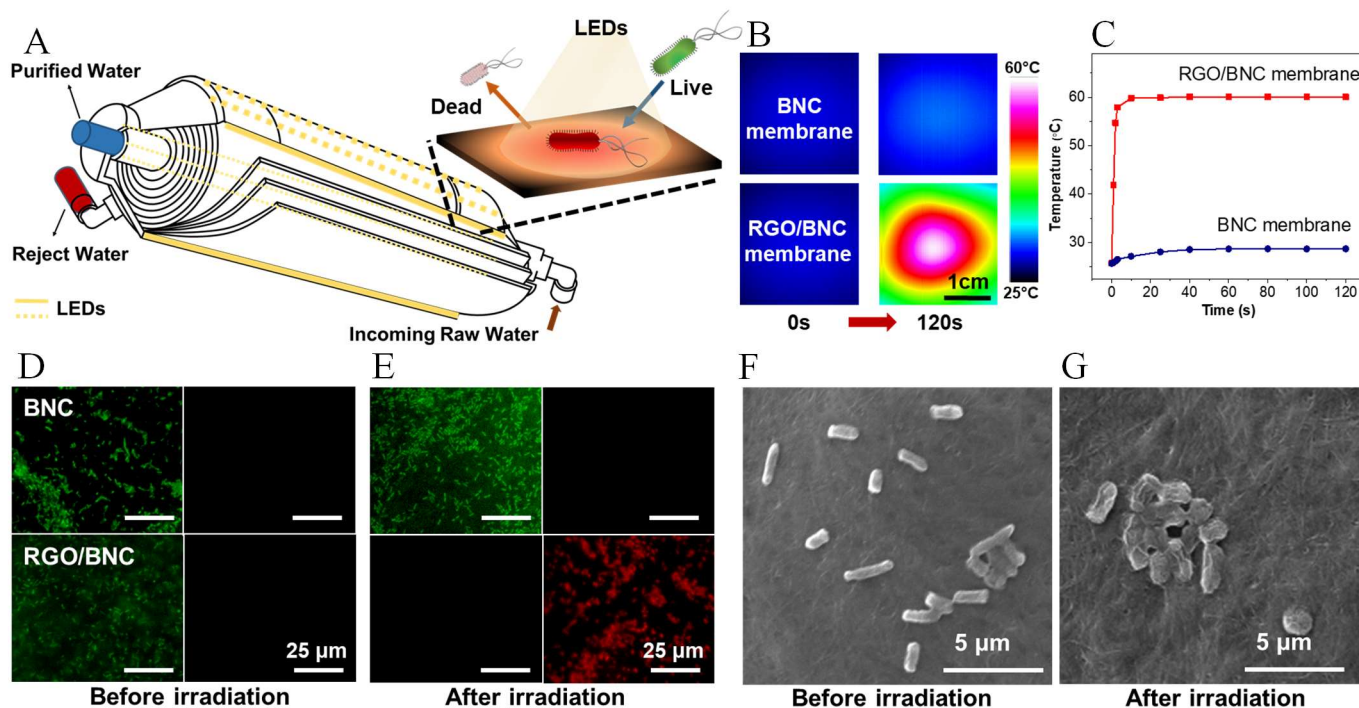 A
Purified Water
Reject Water
LEDs
Incoming Raw Water
LEDs
Dead
Live
B
BNC
membrane
RGO/BNC
membrane
0s
120s
1cm
60°C
25°C
C
RGO/BNC membrane
BNC membrane
Temperature (°C)
60
50
40
30
0 20 40 60 80 100 120
Time (s)
D
BNC
RGO/BNC
25 µm
Before irradiation
E
25 µm
After irradiation
F
5 µm
Before irradiation
G
5 µm
After irradiation